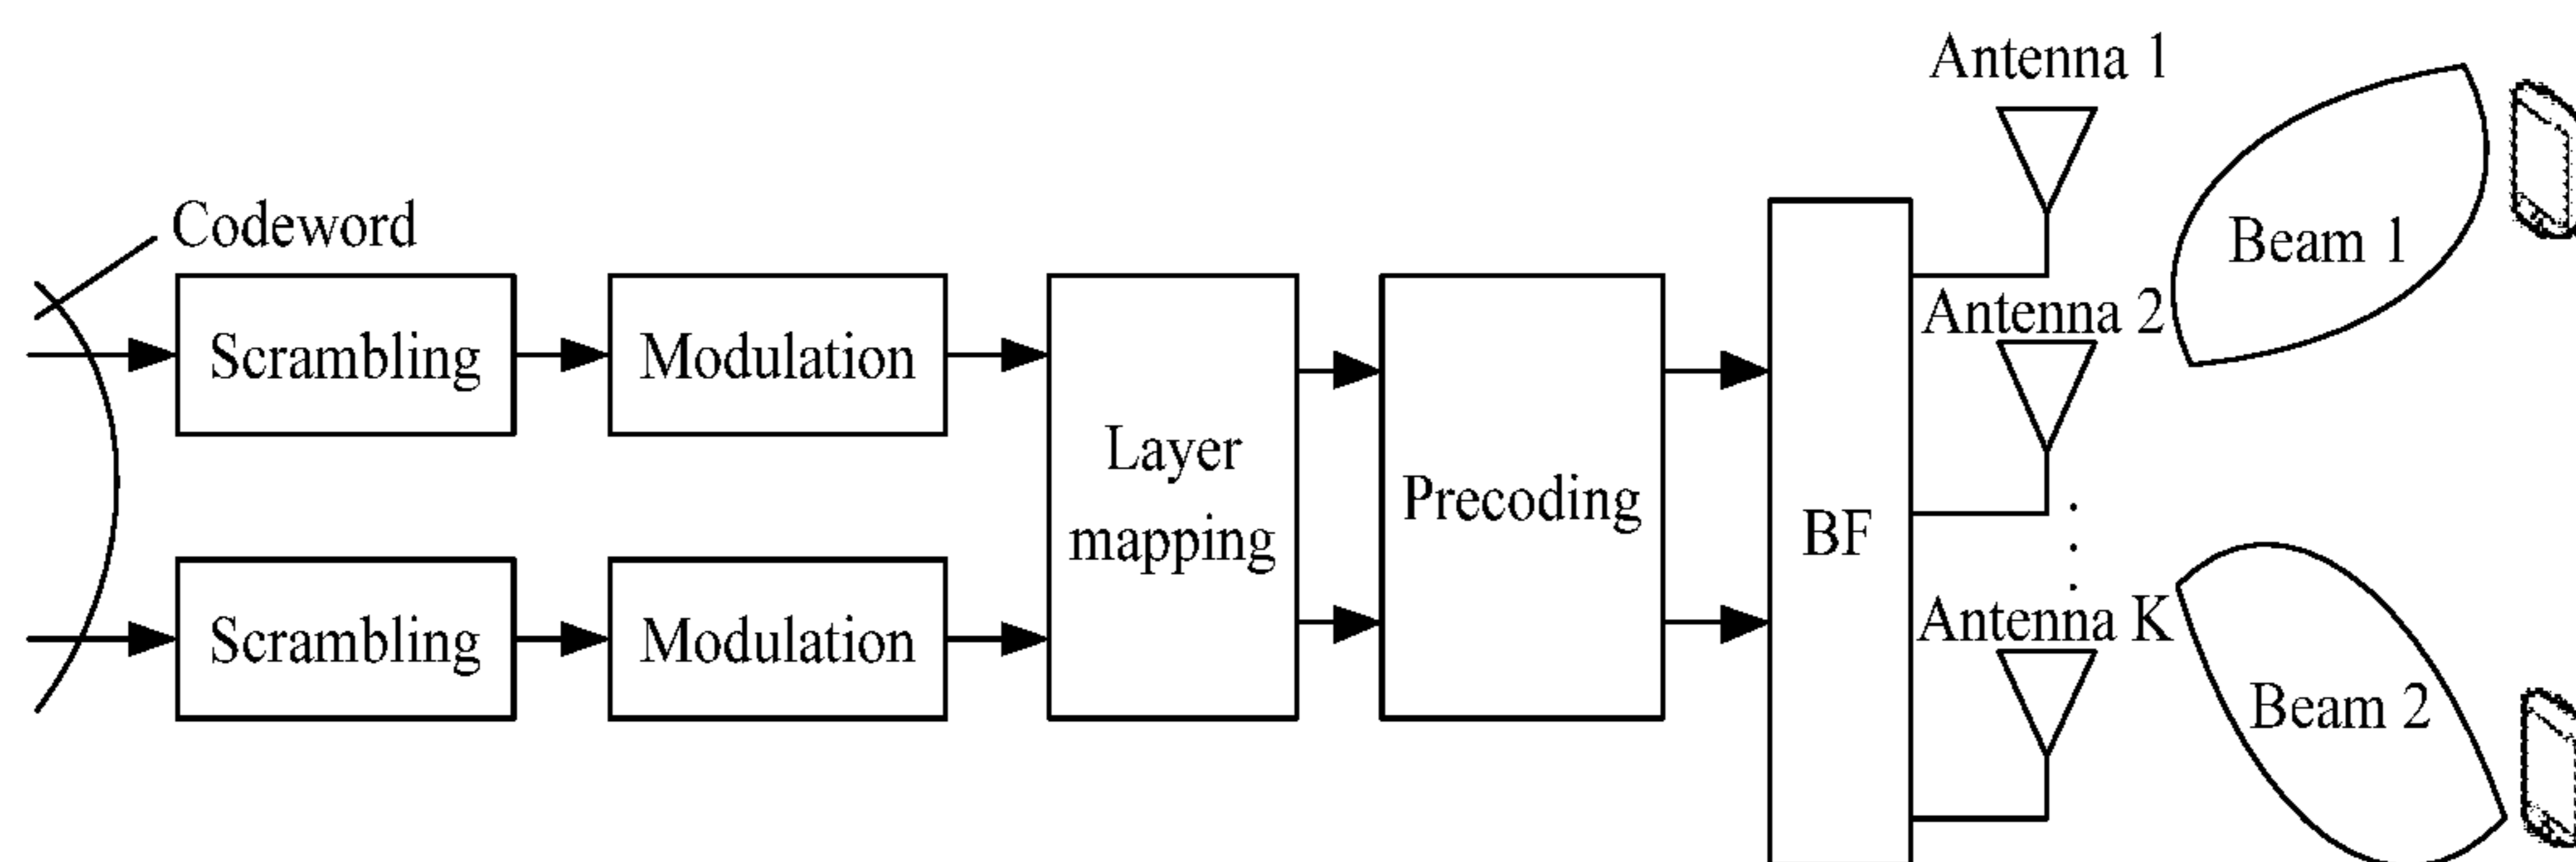 Antenna 1
Codeword
Beam 1
Antenna 2
Scrambling
Modulation
Layer
mapping
Precoding
BF
Antenna K
Scrambling
Modulation
Beam 2